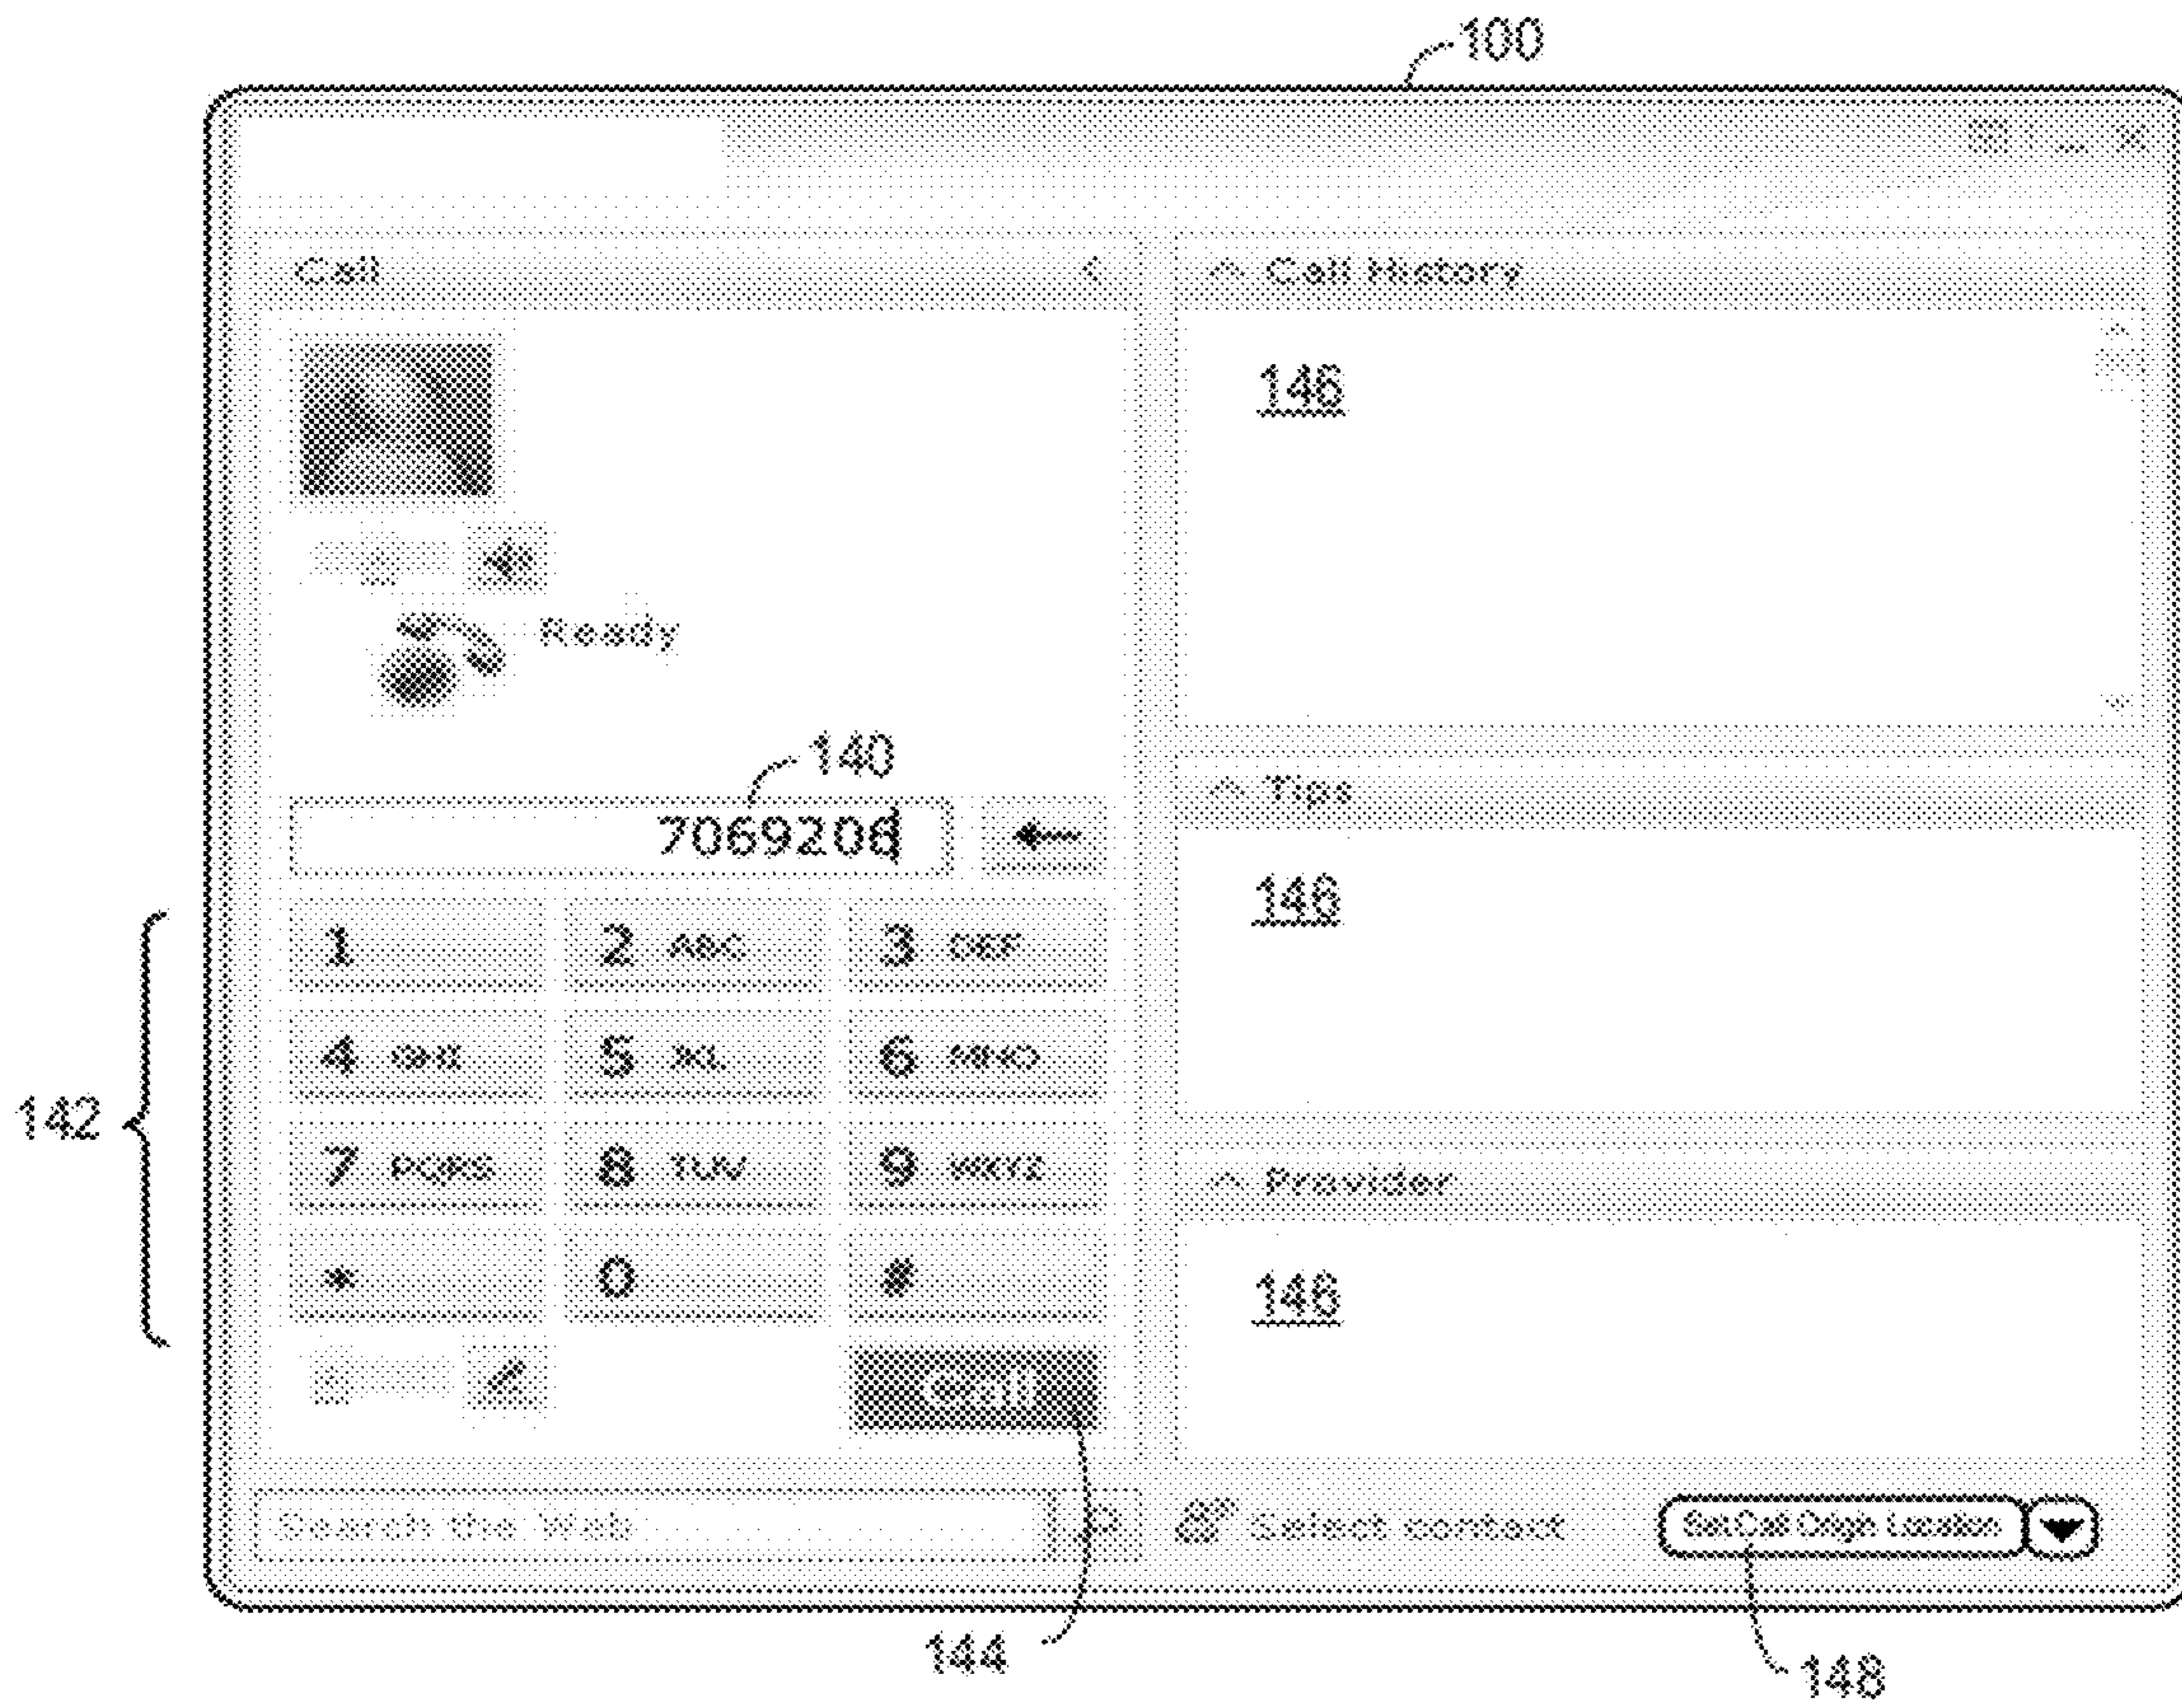 100
Call
Call History
146
Ready
140
7069206
Tips
146
142
1
2 ABC
3 DEF
4 GHI
5 JKL
6 MNO
7 PQRS
8 TUV
9 WXYZ
Provider
*
0
#
146
Call
Search the Web
Select contact
Set Call Origin Location
144
148